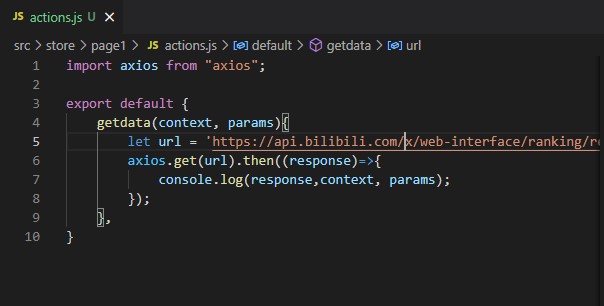 JS actions.js U ×
src > store > page1 > JS actions.js > default > getdata > url
1 import axios from "axios";
2
3 export default {
4 getdata(context, params){
5 let url = 'https://api.bilibili.com/x/web-interface/ranking/r
6 axios.get(url).then((response)=>{
7 console.log(response,context, params);
8 });
9 },
10 }